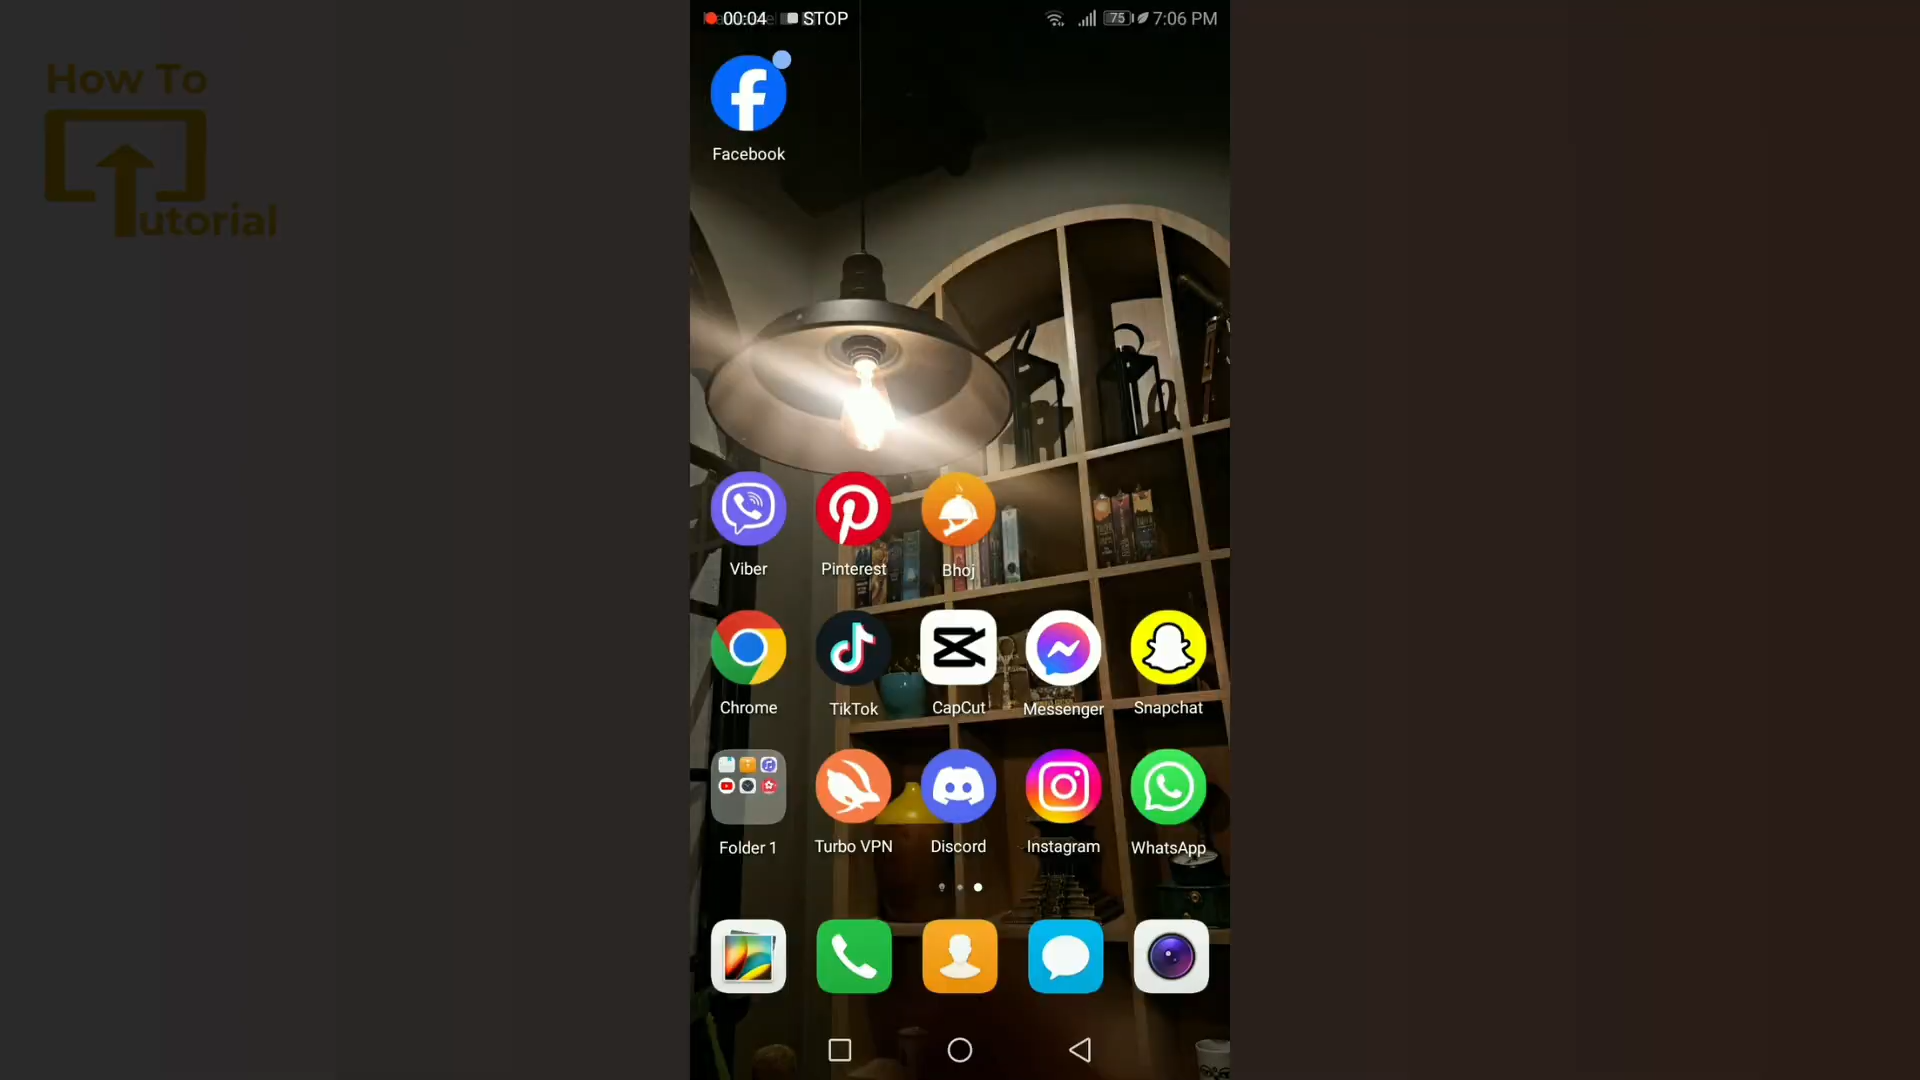 How To
utorial
00:04 STOP
75 7:06 PM
Facebook
Viber Pinterest Bhoj
Chrome TikTok CapCut Messenger Snapchat
Folder 1 Turbo VPN Discord Instagram WhatsApp